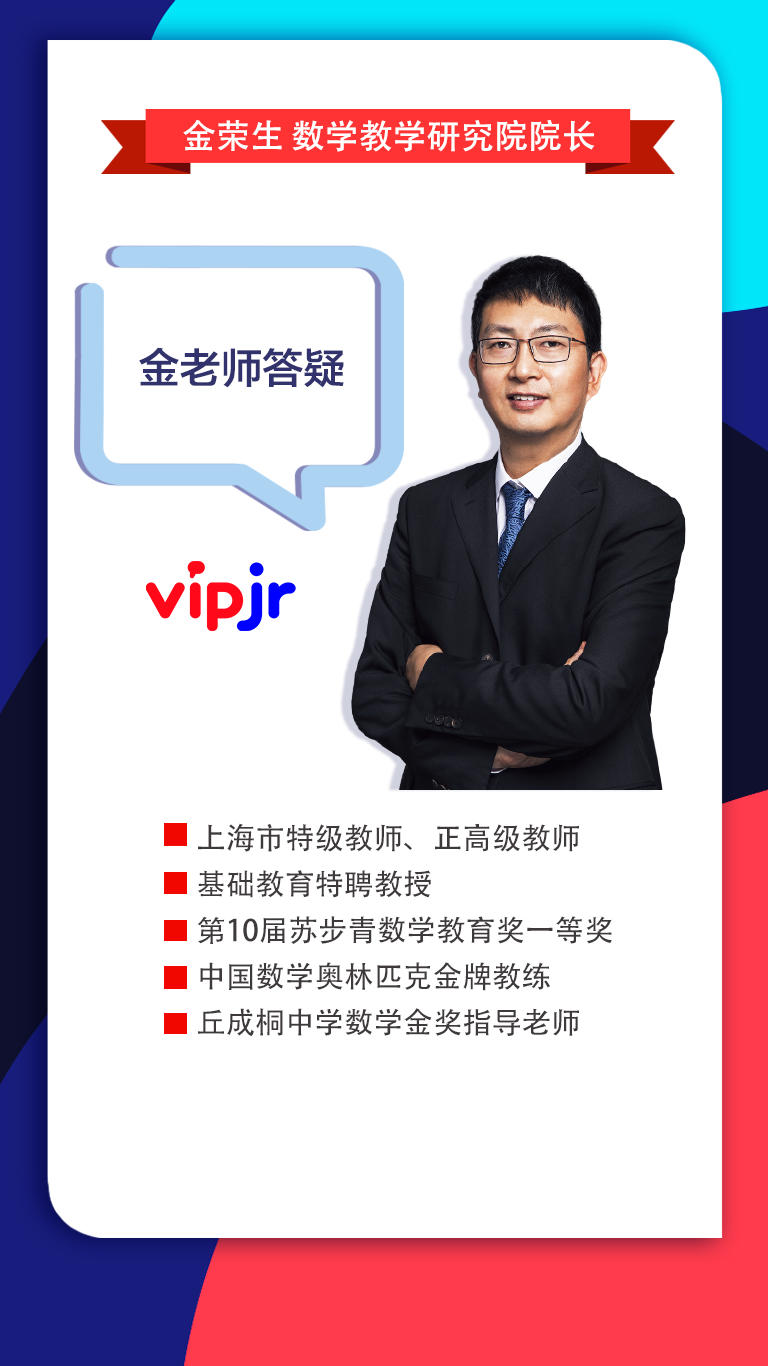 金荣生 数学教学研究院院长
金老师答疑
vipjr
上海市特级教师、正高级教师
基础教育特聘教授
第10届苏步青数学教育奖一等奖
中国数学奥林匹克金牌教练
丘成桐中学数学金奖指导老师